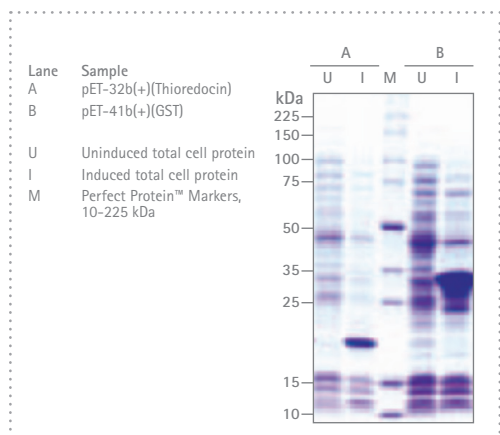 Lane Sample
A pET-32b(+)(Thioredocin)
B pET-41b(+)(GST)
U Uninduced total cell protein
I Induced total cell protein
M Perfect Protein™ Markers,
10-225 kDa
A B
U I M U I
kDa
225
150
100
75
50
35
25
15
10